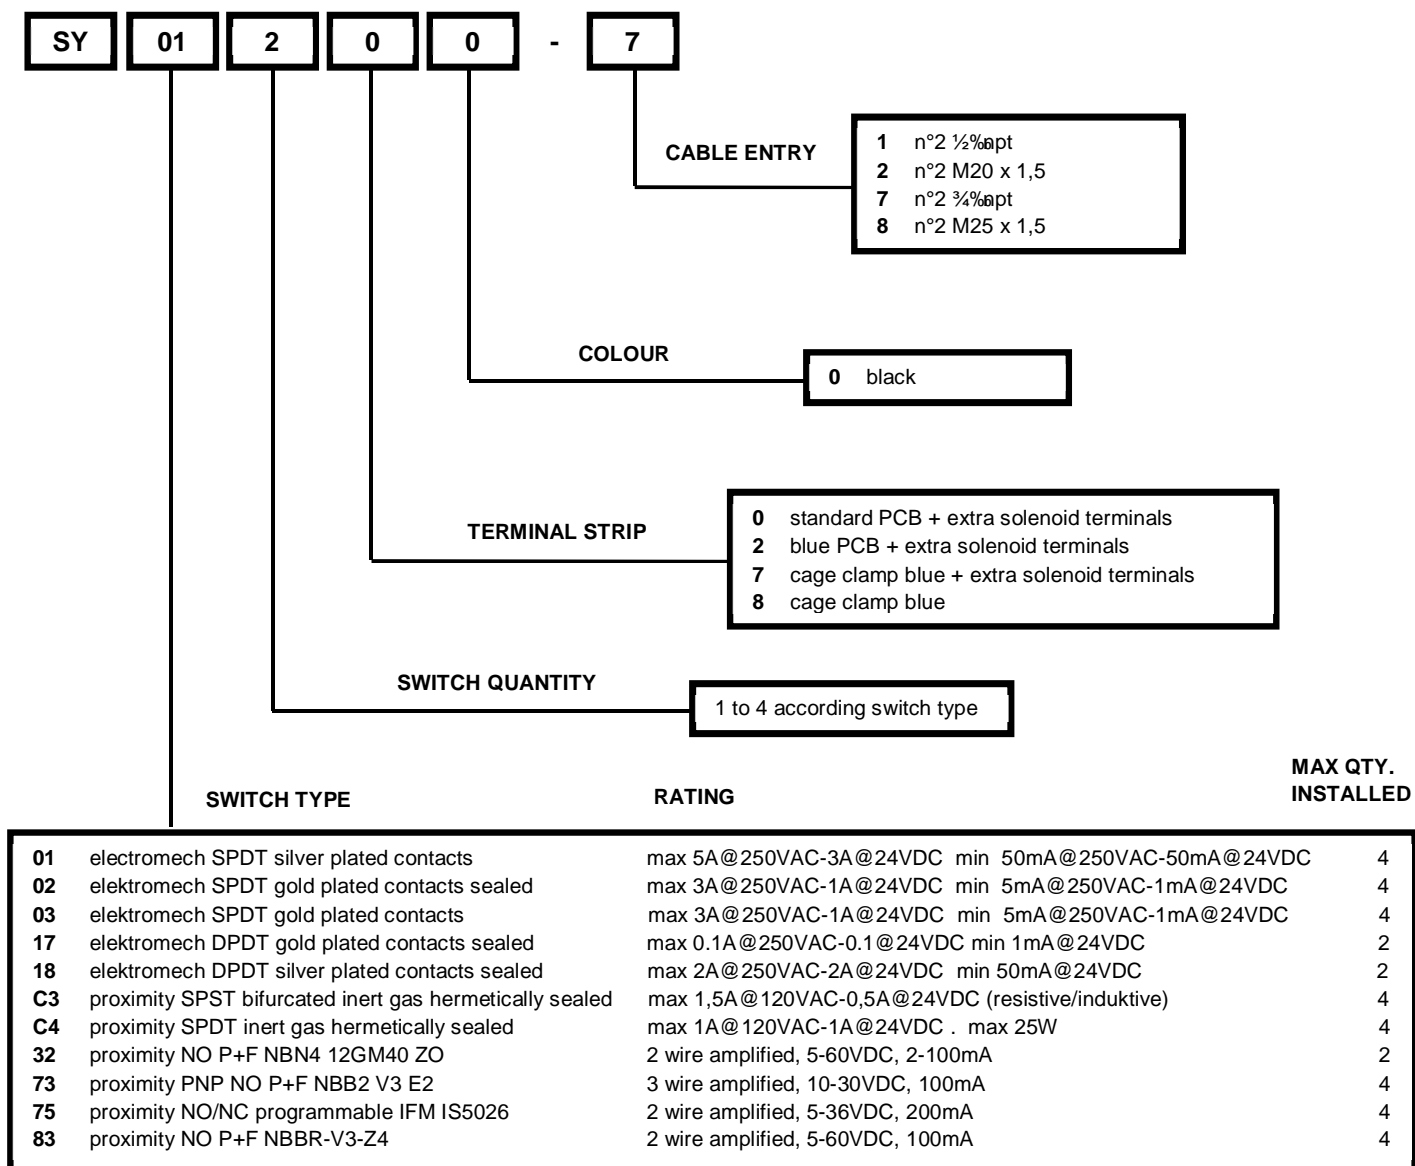 SY 01 2 0 0 - 7
CABLE ENTRY
1 n°2 ½‰npt
2 n°2 M20 x 1,5
7 n°2 ¾‰npt
8 n°2 M25 x 1,5
COLOUR
0 black
TERMINAL STRIP
0 standard PCB + extra solenoid terminals
2 blue PCB + extra solenoid terminals
7 cage clamp blue + extra solenoid terminals
8 cage clamp blue
SWITCH QUANTITY
1 to 4 according switch type
SWITCH TYPE RATING MAX QTY.
INSTALLED
01 electromech SPDT silver plated contacts max 5A@250VAC-3A@24VDC min 50mA@250VAC-50mA@24VDC 4
02 elektromech SPDT gold plated contacts sealed max 3A@250VAC-1A@24VDC min 5mA@250VAC-1mA@24VDC 4
03 elektromech SPDT gold plated contacts max 3A@250VAC-1A@24VDC min 5mA@250VAC-1mA@24VDC 4
17 elektromech DPDT gold plated contacts sealed max 0.1A@250VAC-0.1@24VDC min 1mA@24VDC 2
18 elektromech DPDT silver plated contacts sealed max 2A@250VAC-2A@24VDC min 50mA@24VDC 2
C3 proximity SPST bifurcated inert gas hermetically sealed max 1,5A@120VAC-0,5A@24VDC (resistive/induktive) 4
C4 proximity SPDT inert gas hermetically sealed max 1A@120VAC-1A@24VDC . max 25W 4
32 proximity NO P+F NBN4 12GM40 ZO 2 wire amplified, 5-60VDC, 2-100mA 2
73 proximity PNP NO P+F NBB2 V3 E2 3 wire amplified, 10-30VDC, 100mA 4
75 proximity NO/NC programmable IFM IS5026 2 wire amplified, 5-36VDC, 200mA 4
83 proximity NO P+F NBBR-V3-Z4 2 wire amplified, 5-60VDC, 100mA 4